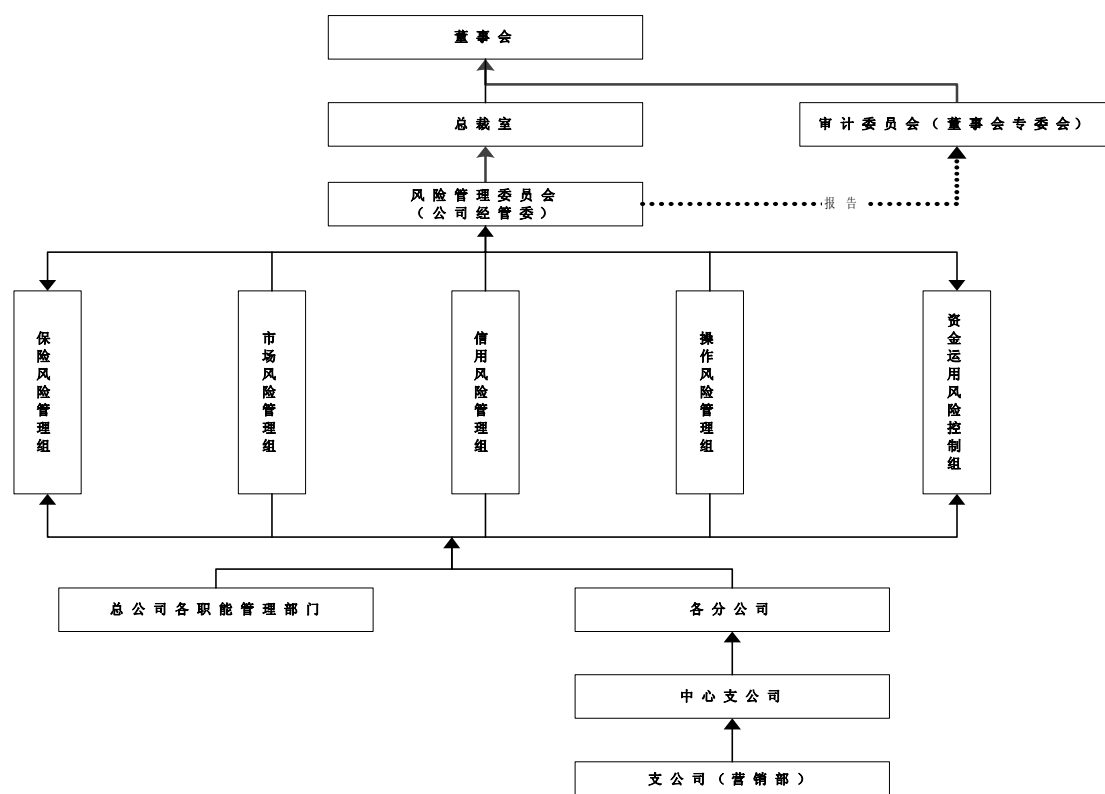 董事会
总裁室
审计委员会（董事会专委会）
风险管理委员会
（公司经管委）
报告
保险风险管理组
市场风险管理组
信用风险管理组
操作风险管理组
资金运用风险控制组
总公司各职能管理部门
各分公司
中心支公司
支公司（营销部）